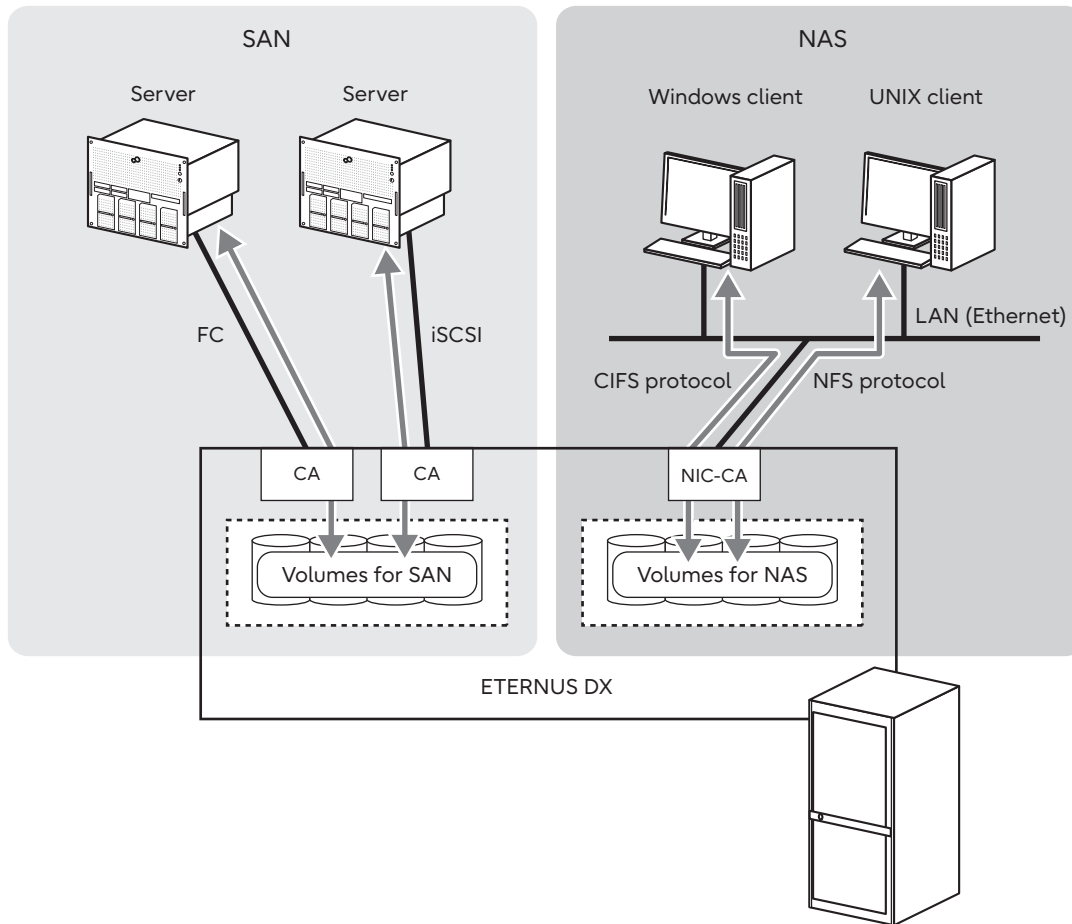 SAN
NAS
Server
Server
Windows client
UNIX client
FC
iSCSI
LAN (Ethernet)
CIFS protocol
NFS protocol
CA
CA
NIC-CA
Volumes for SAN
Volumes for NAS
ETERNUS DX